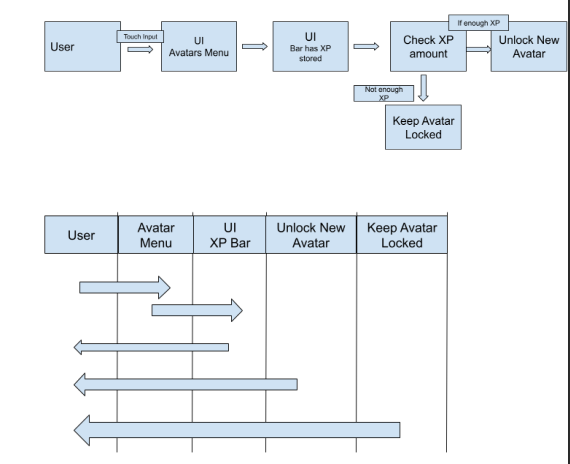 If enough XP
User
Touch Input
UI
Avatars Menu
UI
Bar has XP
stored
Check XP
amount
Unlock New
Avatar
Not enough
XP
Keep Avatar
Locked
User
Avatar
Menu
UI
XP Bar
Unlock New
Avatar
Keep Avatar
Locked